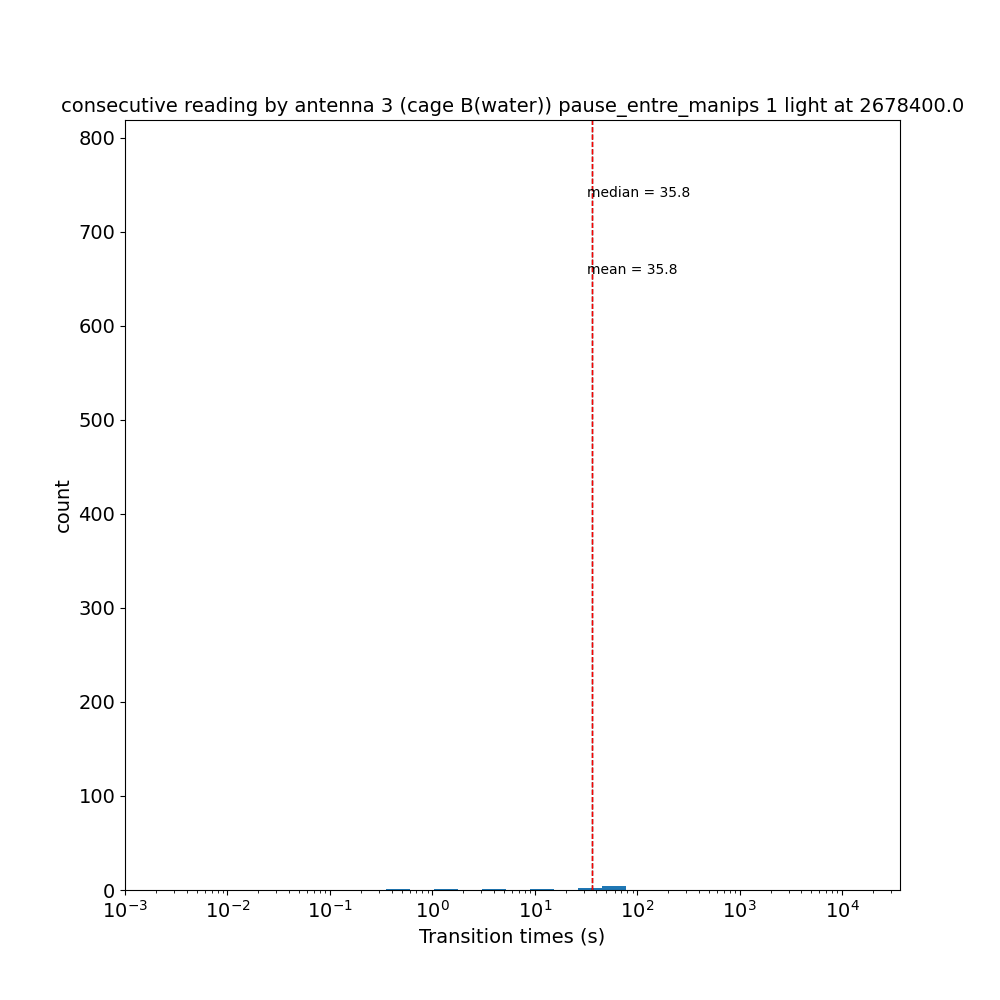 consecutive reading by antenna 3 (cage B(water)) pause_entre_manips 1 light at 2678400.0
800
median = 35.8
700
mean = 35.8
600
500
400
count
300
200
100
0
10⁻³ 10⁻² 10⁻¹ 10⁰ 10¹ 10² 10³ 10⁴
Transition times (s)